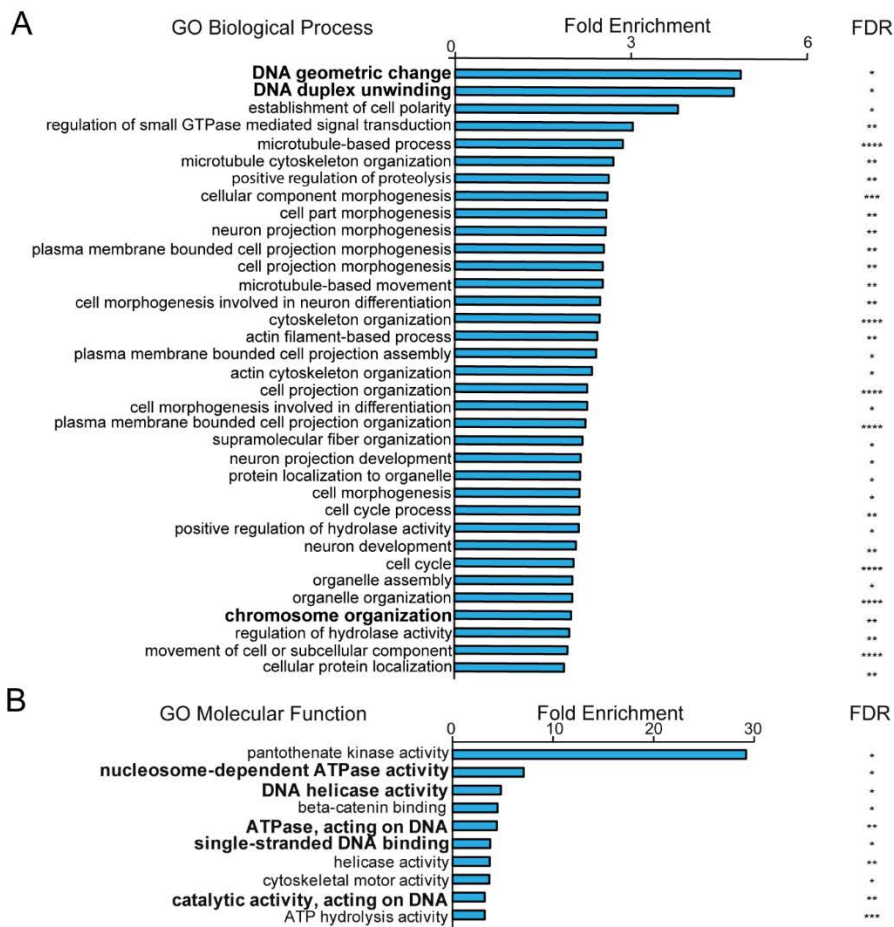 A
GO Biological Process Fold Enrichment FDR
0 3 6
DNA geometric change *
DNA duplex unwinding *
establishment of cell polarity *
regulation of small GTPase mediated signal transduction **
microtubule-based process ****
microtubule cytoskeleton organization **
positive regulation of proteolysis **
cellular component morphogenesis ***
cell part morphogenesis **
neuron projection morphogenesis **
plasma membrane bounded cell projection morphogenesis **
cell projection morphogenesis **
microtubule-based movement **
cell morphogenesis involved in neuron differentiation **
cytoskeleton organization ****
actin filament-based process **
plasma membrane bounded cell projection assembly *
actin cytoskeleton organization *
cell projection organization ****
cell morphogenesis involved in differentiation *
plasma membrane bounded cell projection organization ****
supramolecular fiber organization *
neuron projection development *
protein localization to organelle *
cell morphogenesis *
cell cycle process **
positive regulation of hydrolase activity *
neuron development **
cell cycle ****
organelle assembly *
organelle organization ****
chromosome organization **
regulation of hydrolase activity **
movement of cell or subcellular component ****
cellular protein localization **
B
GO Molecular Function Fold Enrichment FDR
0 10 20 30
pantothenate kinase activity *
nucleosome-dependent ATPase activity *
DNA helicase activity *
beta-catenin binding *
ATPase, acting on DNA **
single-stranded DNA binding *
helicase activity **
cytoskeletal motor activity *
catalytic activity, acting on DNA **
ATP hydrolysis activity ***